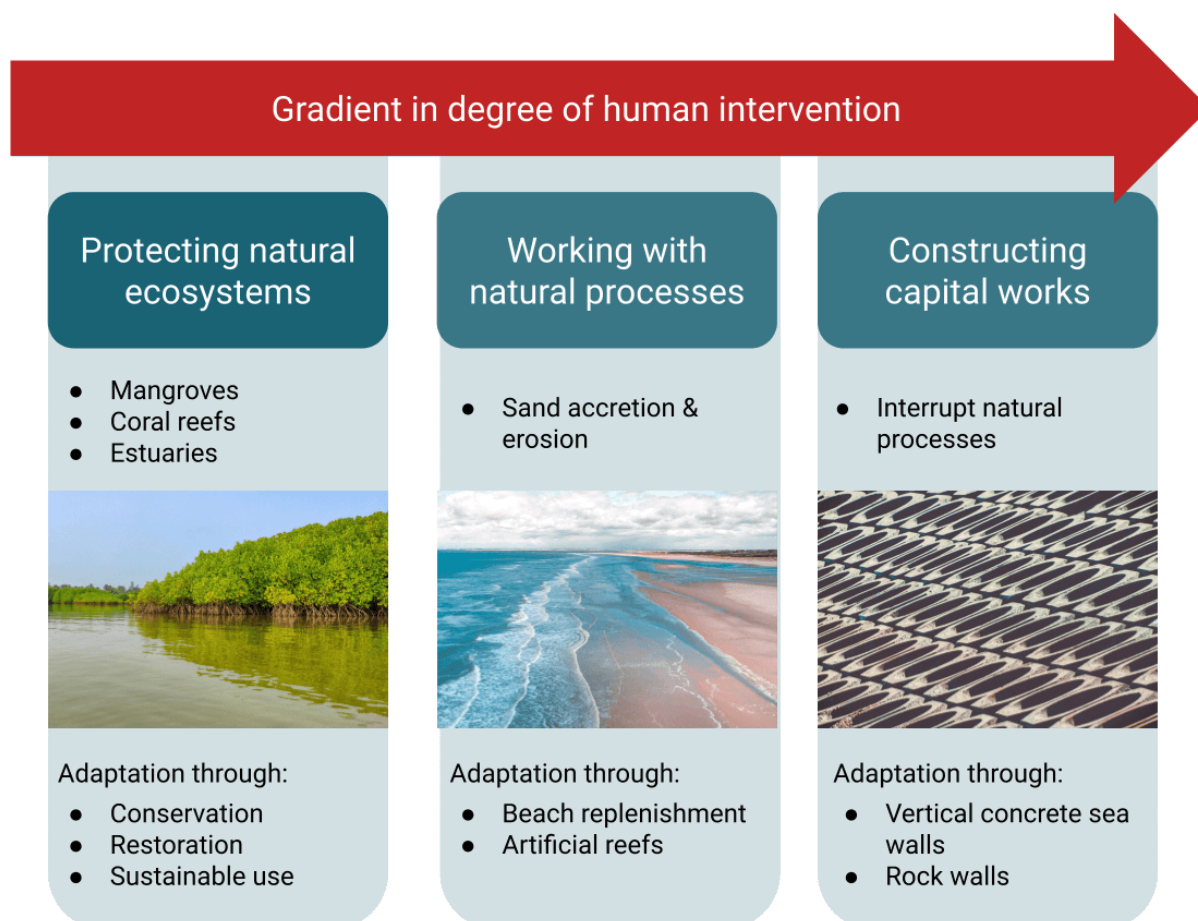 Gradient in degree of human intervention
Protecting natural
ecosystems
● Mangroves
● Coral reefs
● Estuaries
Adaptation through:
● Conservation
● Restoration
● Sustainable use
Working with
natural processes
● Sand accretion &
erosion
Adaptation through:
● Beach replenishment
● Artificial reefs
Constructing
capital works
● Interrupt natural
processes
Adaptation through:
● Vertical concrete sea
walls
● Rock walls